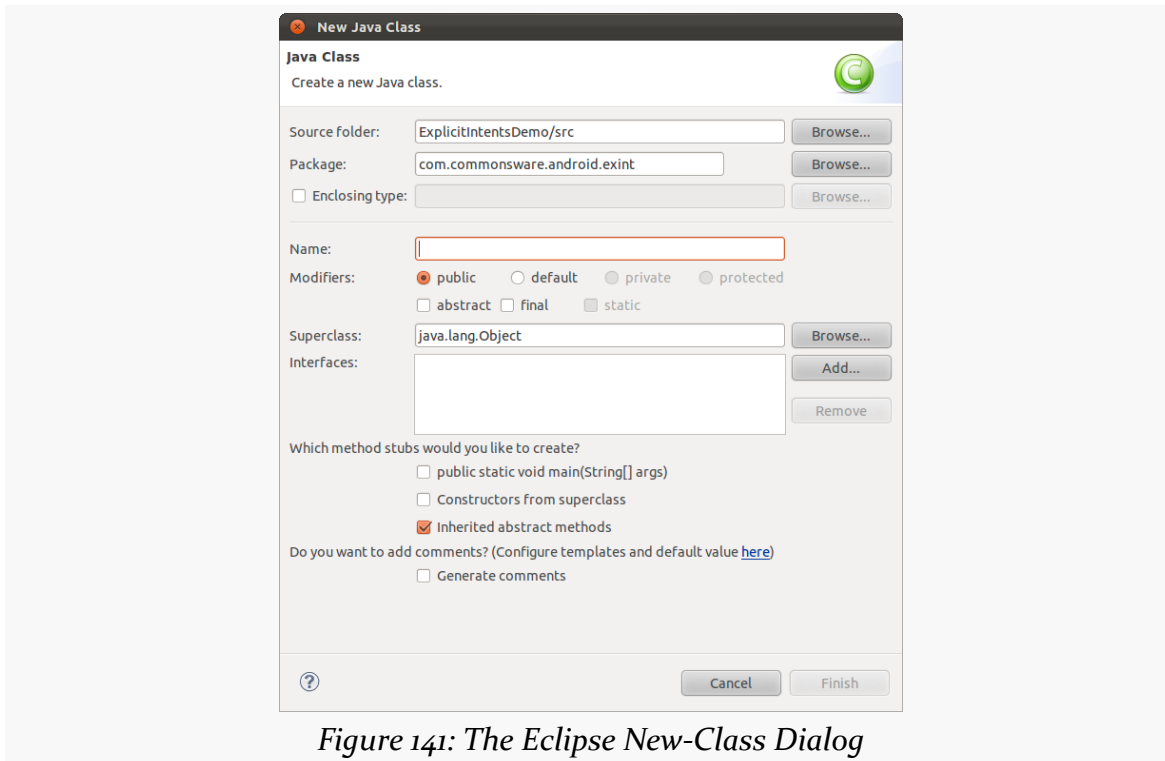 New Java Class
Java Class
Create a new Java class.
C
Source folder: ExplicitIntentsDemo/src Browse...
Package: com.commonsware.android.exint Browse...
Enclosing type: Browse...
Name:
Modifiers: public default private protected
abstract final static
Superclass: java.lang.Object Browse...
Interfaces: Add...
Remove
Which method stubs would you like to create?
public static void main(String[] args)
Constructors from superclass
Inherited abstract methods
Do you want to add comments? (Configure templates and default value here)
Generate comments
? Cancel Finish
Figure 141: The Eclipse New-Class Dialog